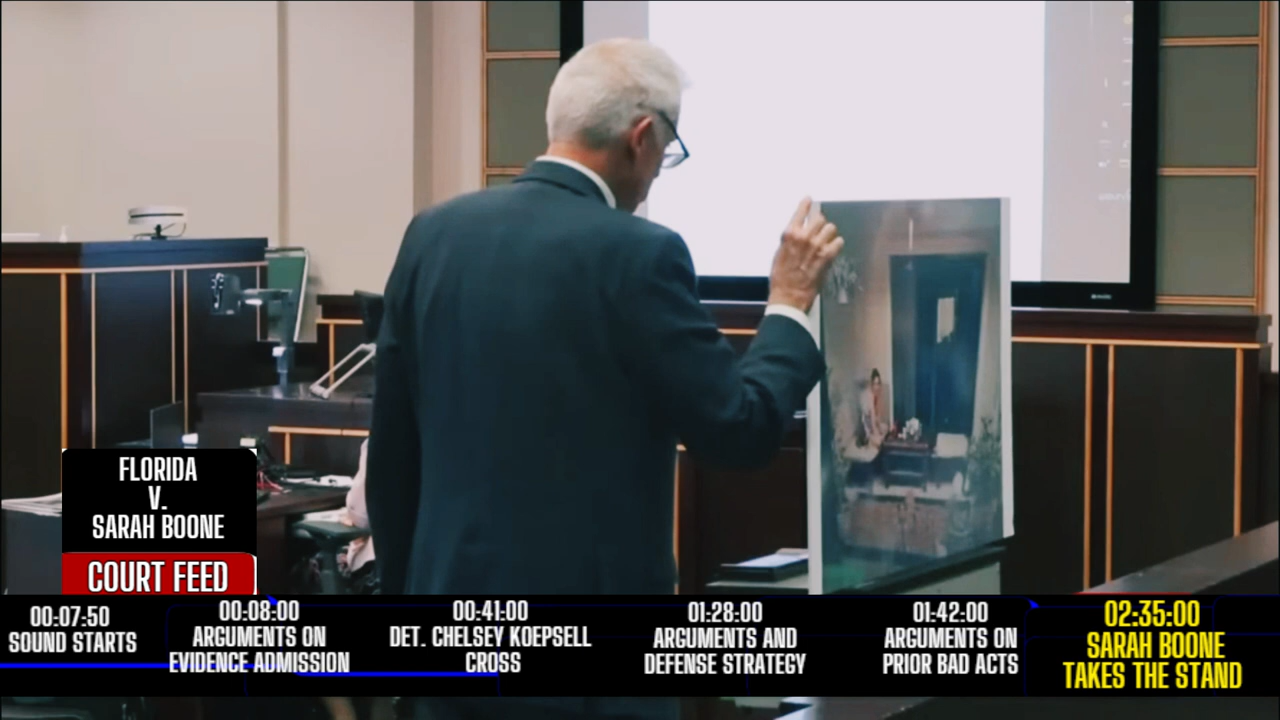 FLORIDA
V.
SARAH BOONE
COURT FEED
00:07:50
SOUND STARTS
00:08:00
ARGUMENTS ON
EVIDENCE ADMISSION
00:41:00
DET. CHELSEY KOEPSELL
CROSS
01:28:00
ARGUMENTS AND
DEFENSE STRATEGY
01:42:00
ARGUMENTS ON
PRIOR BAD ACTS
02:35:00
SARAH BOONE
TAKES THE STAND